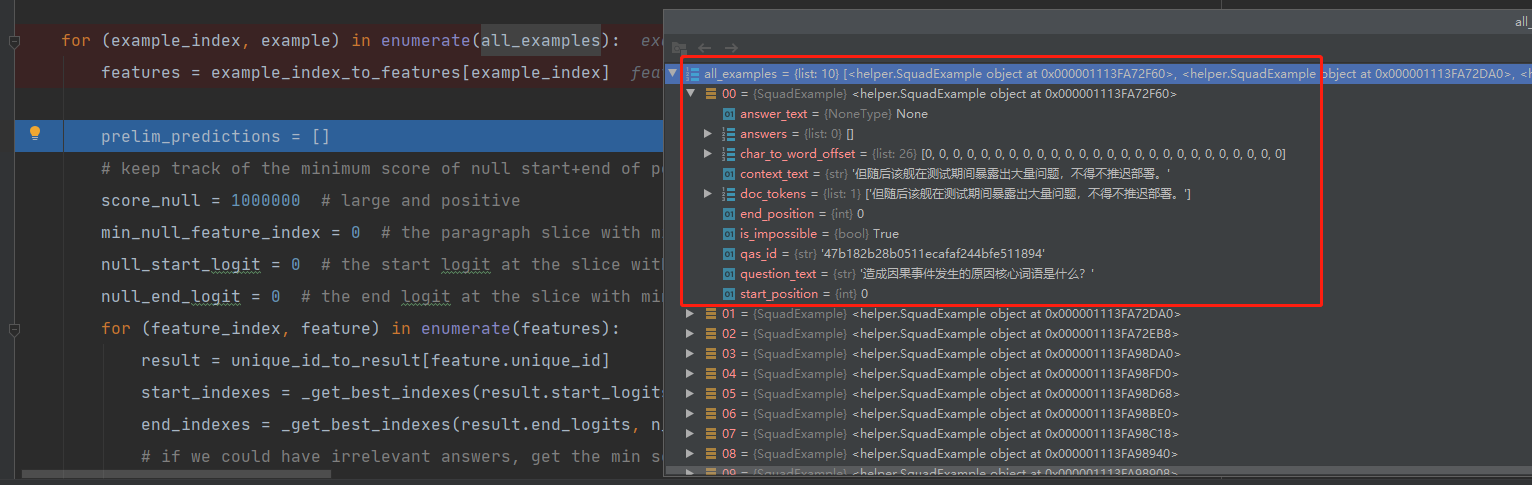 for (example_index, example) in enumerate(all_examples):
features = example_index_to_features[example_index]
prelim_predictions = []
# keep track of the minimum score of null start+end of
score_null = 1000000 # large and positive
min_null_feature_index = 0 # the paragraph slice with
null_start_logit = 0 # the start logit at the slice with
null_end_logit = 0 # the end logit at the slice with
for (feature_index, feature) in enumerate(features):
result = unique_id_to_result[feature.unique_id]
start_indexes = _get_best_indexes(result.start_logits
end_indexes = _get_best_indexes(result.end_logits, n_
# if we could have irrelevant answers, get the min
all_
all_examples = {list: 10} [<helper.SquadExample object at 0x000001113FA72F60>, <helper.SquadExample object at 0x000001113FA72DA0>,
00 = {SquadExample} <helper.SquadExample object at 0x000001113FA72F60>
answer_text = {NoneType} None
answers = {list: 0} []
char_to_word_offset = {list: 26} [0, 0, 0, 0, 0, 0, 0, 0, 0, 0, 0, 0, 0, 0, 0, 0, 0, 0, 0, 0, 0, 0, 0, 0, 0, 0]
context_text = {str} '但随后该舰在测试期间暴露出大量问题，不得不推迟部署。'
doc_tokens = {list: 1} ['但随后该舰在测试期间暴露出大量问题，不得不推迟部署。']
end_position = {int} 0
is_impossible = {bool} True
qas_id = {str} '47b182b28b0511ecafaf244bfe511894'
question_text = {str} '造成因果事件发生的原因核心词语是什么？'
start_position = {int} 0
01 = {SquadExample} <helper.SquadExample object at 0x000001113FA72DA0>
02 = {SquadExample} <helper.SquadExample object at 0x000001113FA72EB8>
03 = {SquadExample} <helper.SquadExample object at 0x000001113FA98DA0>
04 = {SquadExample} <helper.SquadExample object at 0x000001113FA98FD0>
05 = {SquadExample} <helper.SquadExample object at 0x000001113FA98D68>
06 = {SquadExample} <helper.SquadExample object at 0x000001113FA98BE0>
07 = {SquadExample} <helper.SquadExample object at 0x000001113FA98C18>
08 = {SquadExample} <helper.SquadExample object at 0x000001113FA98940>
09 = {SquadExample} <helper.SquadExample object at 0x000001113FA98908>